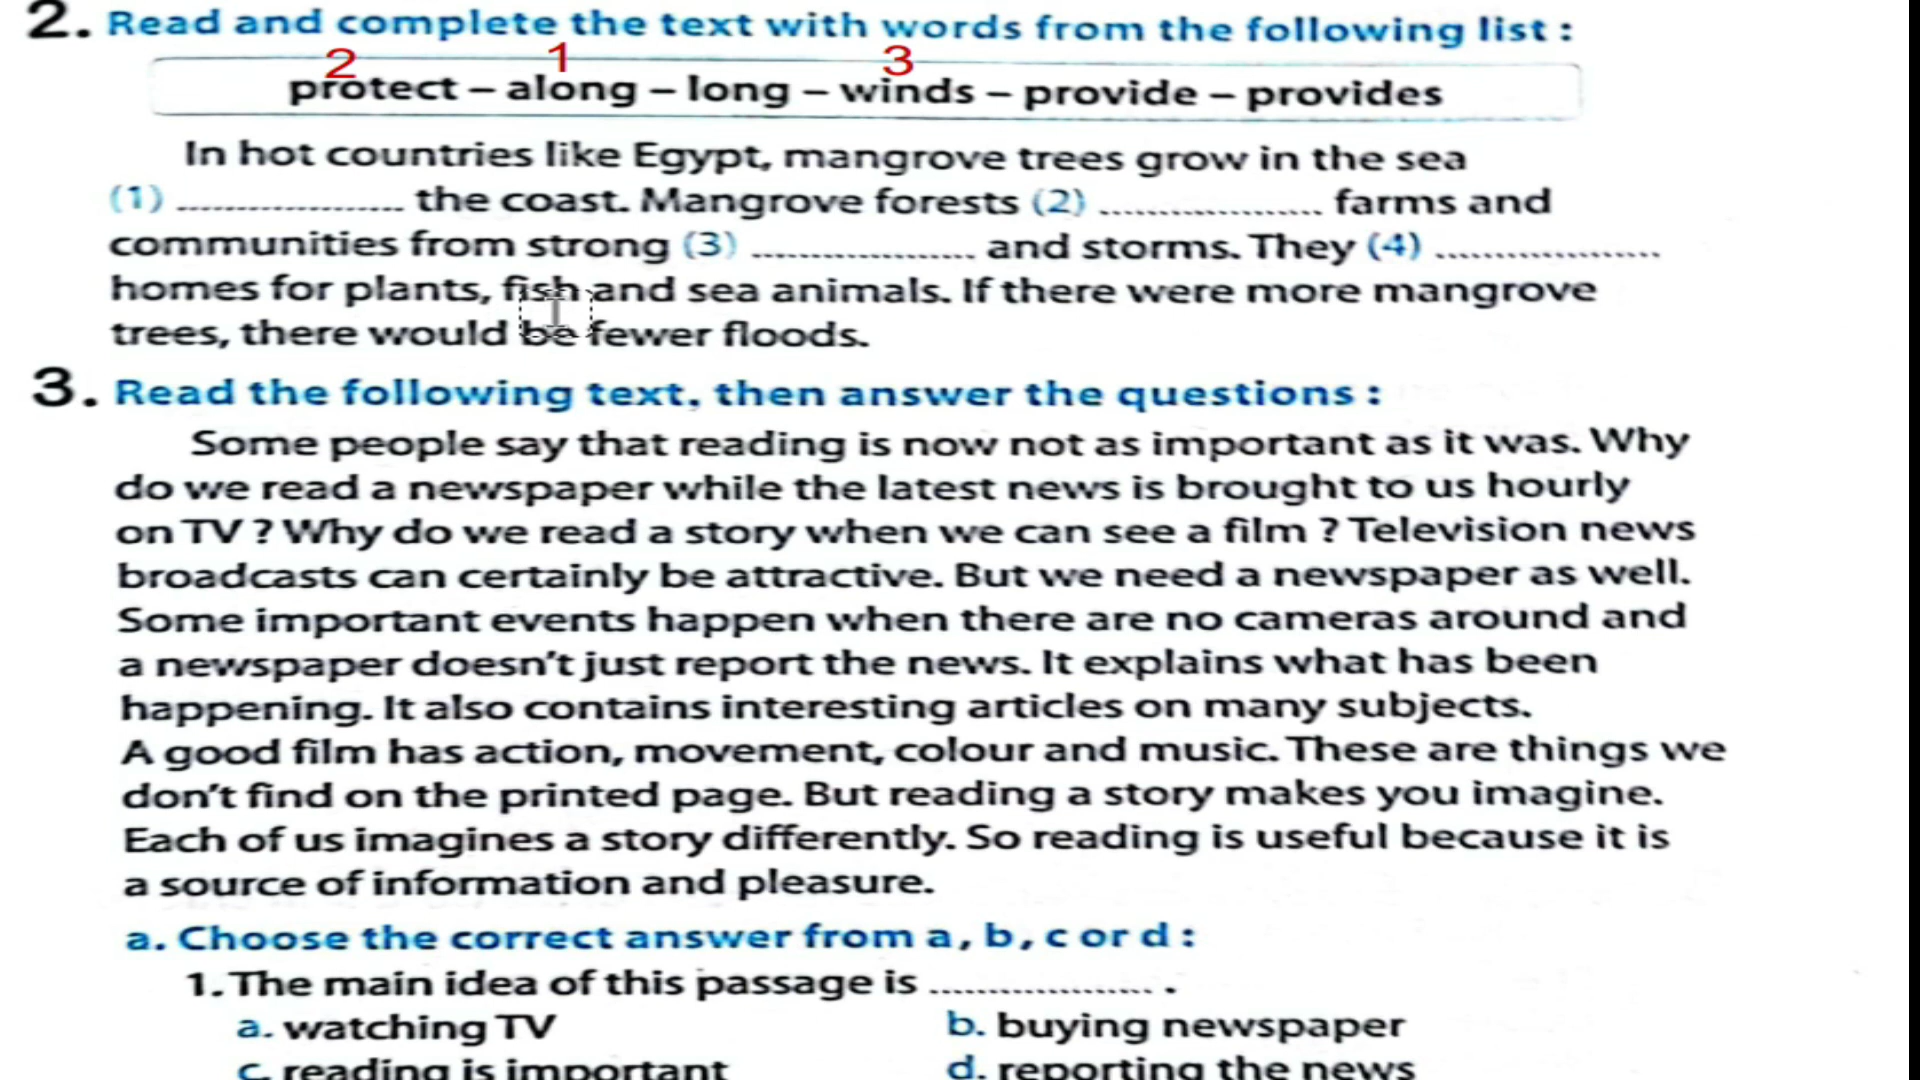 2. Read and complete the text with words from the following list :
2 1 3
protect – along – long – winds – provide – provides
In hot countries like Egypt, mangrove trees grow in the sea
(1) .................... the coast. Mangrove forests (2) .................... farms and
communities from strong (3) .................... and storms. They (4) ....................
homes for plants, fish and sea animals. If there were more mangrove
trees, there would be fewer floods.
3. Read the following text, then answer the questions :
Some people say that reading is now not as important as it was. Why
do we read a newspaper while the latest news is brought to us hourly
on TV ? Why do we read a story when we can see a film ? Television news
broadcasts can certainly be attractive. But we need a newspaper as well.
Some important events happen when there are no cameras around and
a newspaper doesn't just report the news. It explains what has been
happening. It also contains interesting articles on many subjects.
A good film has action, movement, colour and music. These are things we
don't find on the printed page. But reading a story makes you imagine.
Each of us imagines a story differently. So reading is useful because it is
a source of information and pleasure.
a. Choose the correct answer from a, b, c or d :
1. The main idea of this passage is .................... .
a. watching TV b. buying newspaper
c. reading is important d. reporting the news